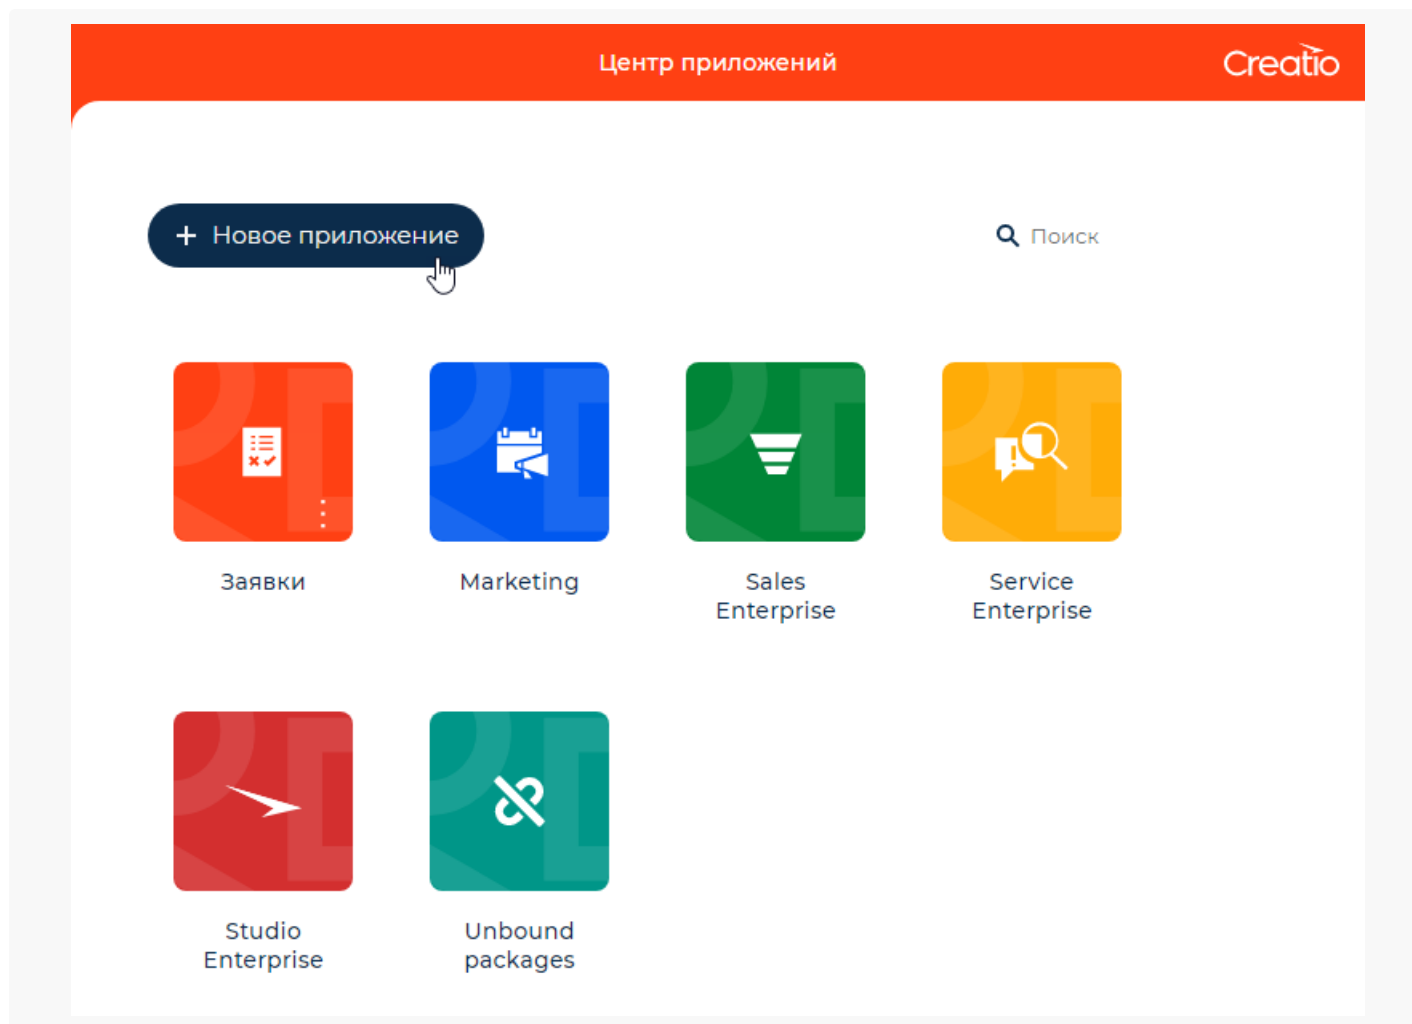 Центр приложений
Creatio
+ Новое приложение
Поиск
Заявки
Marketing
Sales
Enterprise
Service
Enterprise
Studio
Enterprise
Unbound
packages